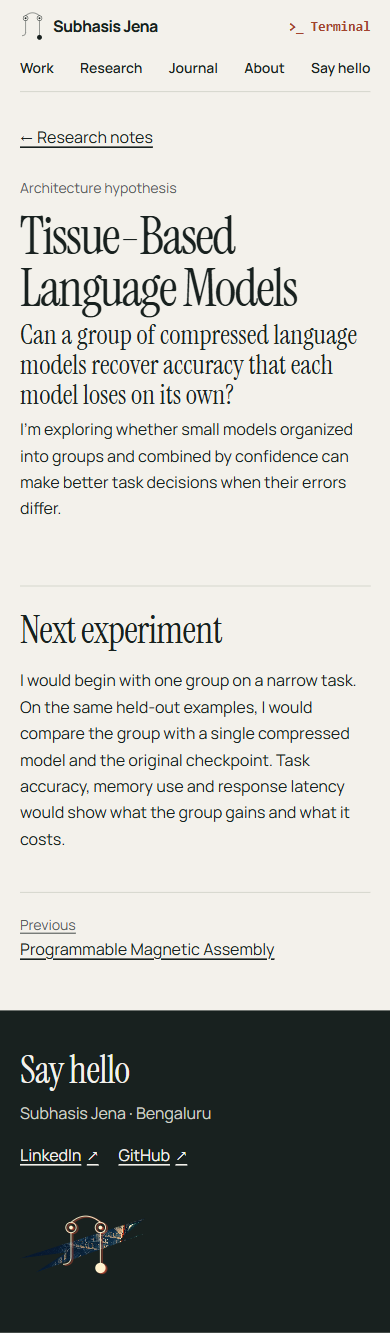 Subhasis Jena
>_ Terminal
Work Research Journal About Say hello
← Research notes
Architecture hypothesis
Tissue-Based
Language Models
Can a group of compressed language
models recover accuracy that each
model loses on its own?
I'm exploring whether small models organized
into groups and combined by confidence can
make better task decisions when their errors
differ.
Next experiment
I would begin with one group on a narrow task.
On the same held-out examples, I would
compare the group with a single compressed
model and the original checkpoint. Task
accuracy, memory use and response latency
would show what the group gains and what it
costs.
Previous
Programmable Magnetic Assembly
Say hello
Subhasis Jena · Bengaluru
LinkedIn ↗ GitHub ↗